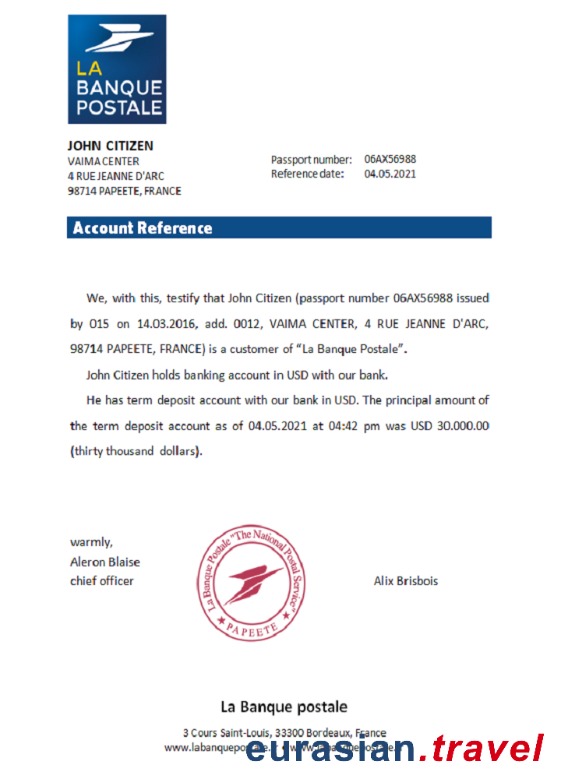 LA
BANQUE
POSTALE
JOHN CITIZEN
VAIMA CENTER
4 RUE JEANNE D'ARC
98714 PAPEETE, FRANCE
Passport number: 06AX56988
Reference date: 04.05.2021
Account Reference
We, with this, testify that John Citizen (passport number 06AX56988 issued
by 015 on 14.03.2016, add. 0012, VAIMA CENTER, 4 RUE JEANNE D'ARC,
98714 PAPEETE, FRANCE) is a customer of “La Banque Postale”.
John Citizen holds banking account in USD with our bank.
He has term deposit account with our bank in USD. The principal amount of
the term deposit account as of 04.05.2021 at 04:42 pm was USD 30.000.00
(thirty thousand dollars).
warmly,
Aleron Blaise
chief officer
La Banque Postale "The National Postal Service"
PAPEETE
Alix Brisbois
La Banque postale
3 Cours Saint-Louis, 33300 Bordeaux, France
eurasian.travel